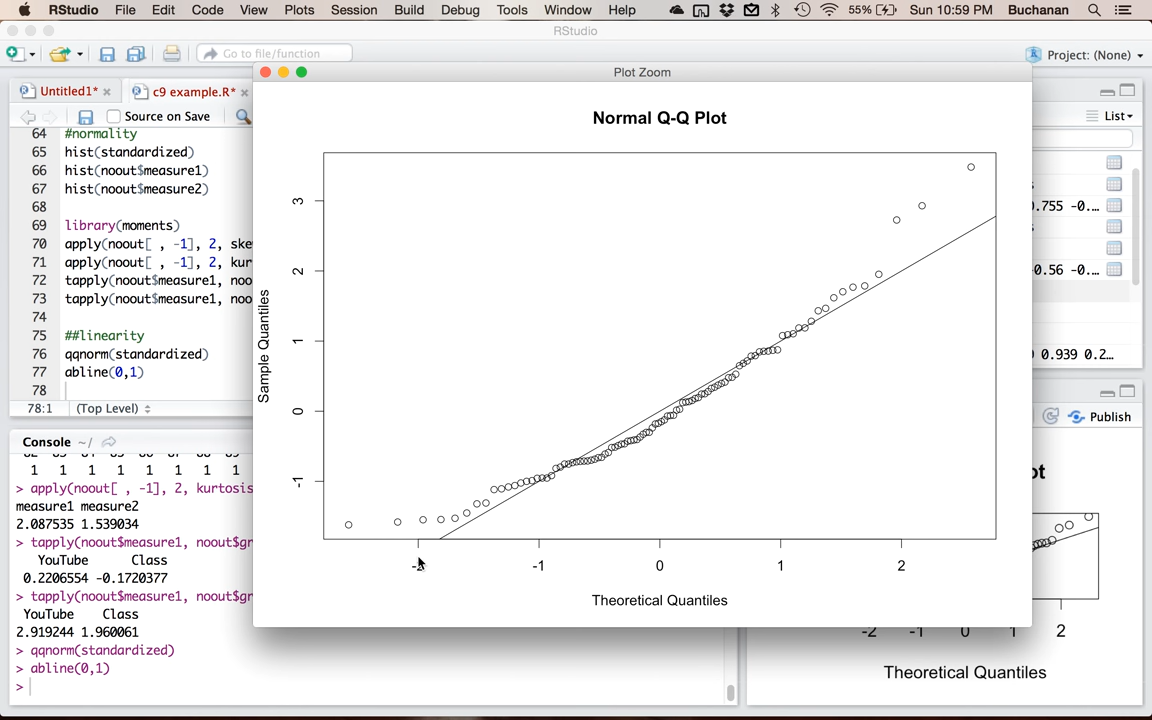 RStudio File Edit Code View Plots Session Build Debug Tools Window Help 55% Sun 10:59 PM Buchanan
RStudio
Go to file/function
Project: (None)
Untitled1* × c9 example.R* ×
Source on Save
64 #normality
65 hist(standardized)
66 hist(noout$measure1)
67 hist(noout$measure2)
68
69 library(moments)
70 apply(noout[ , -1], 2, ske
71 apply(noout[ , -1], 2, kur
72 tapply(noout$measure1, noo
73 tapply(noout$measure1, noo
74
75 ##linearity
76 qqnorm(standardized)
77 abline(0,1)
78
78:1 (Top Level)
Console ~/
1 1 1 1 1 1 1 1
> apply(noout[ , -1], 2, kurtosis
measure1 measure2
2.087535 1.539034
> tapply(noout$measure1, noout$gr
YouTube Class
0.2206554 -0.1720377
> tapply(noout$measure1, noout$gr
YouTube Class
2.919244 1.960061
> qqnorm(standardized)
> abline(0,1)
>
Plot Zoom
Normal Q-Q Plot
Sample Quantiles
3
2
1
0
-1
-2 -1 0 1 2
Theoretical Quantiles
List
.755 -0.…
-0.56 -0.…
0.939 0.2…
Publish
ot
-2 -1 0 1 2
Theoretical Quantiles